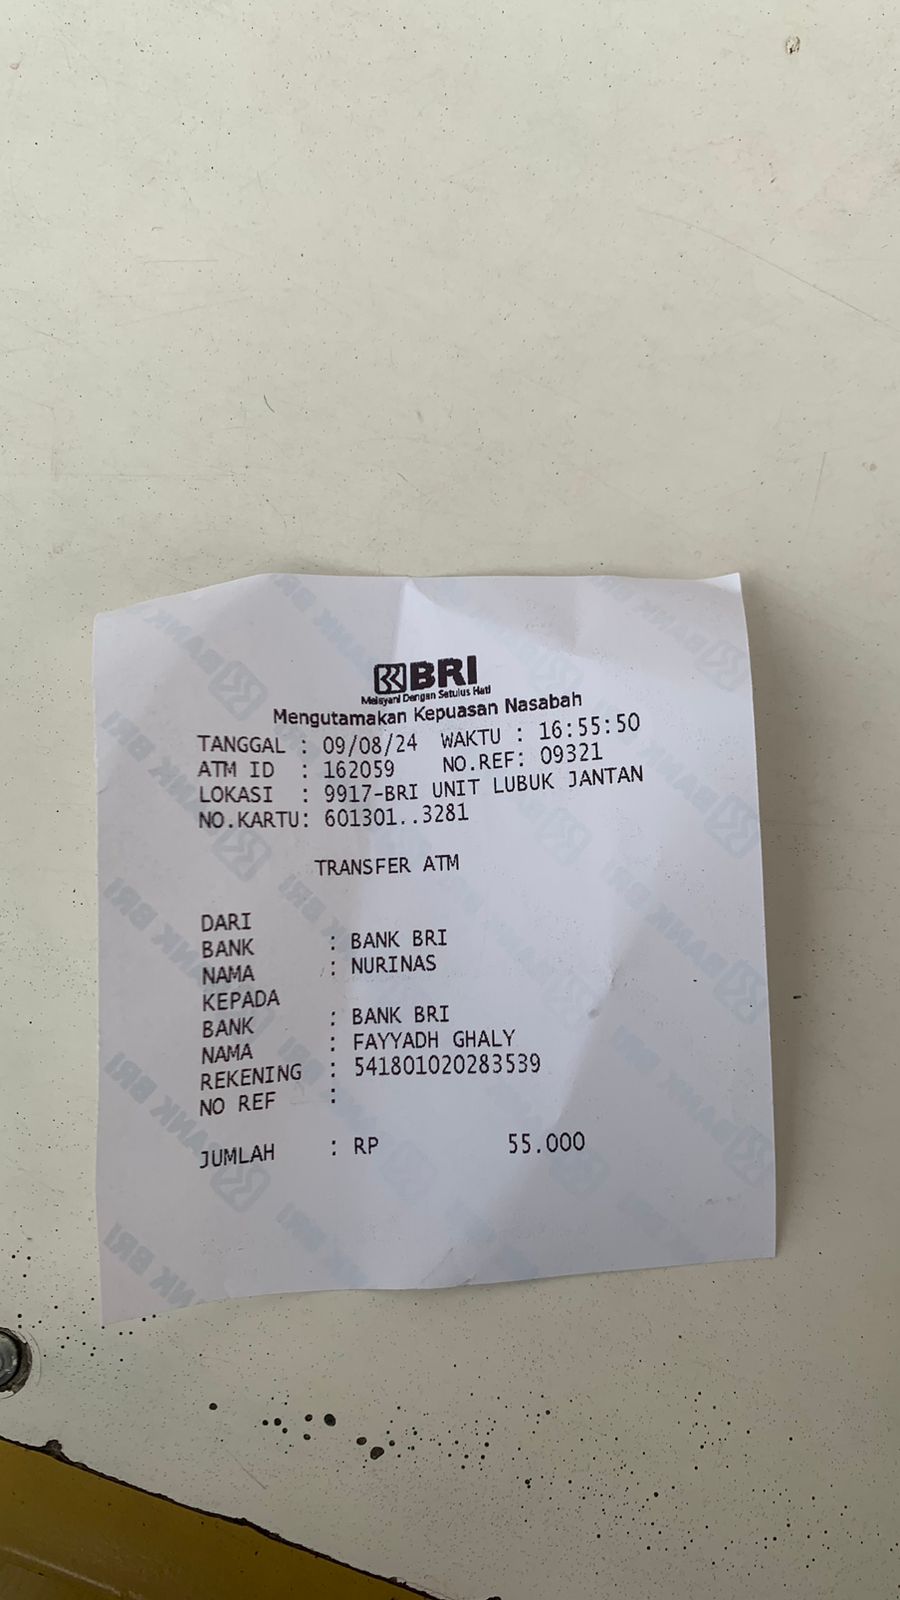 BRI
Melayani Dengan Setulus Hati
Mengutamakan Kepuasan Nasabah
TANGGAL : 09/08/24 WAKTU : 16:55:50
ATM ID : 162059 NO.REF: 09321
LOKASI : 9917-BRI UNIT LUBUK JANTAN
NO.KARTU: 601301..3281
TRANSFER ATM
DARI
BANK : BANK BRI
NAMA : NURINAS
KEPADA
BANK : BANK BRI
NAMA : FAYYADH GHALY
REKENING : 541801020283539
NO REF :
JUMLAH : RP 55.000